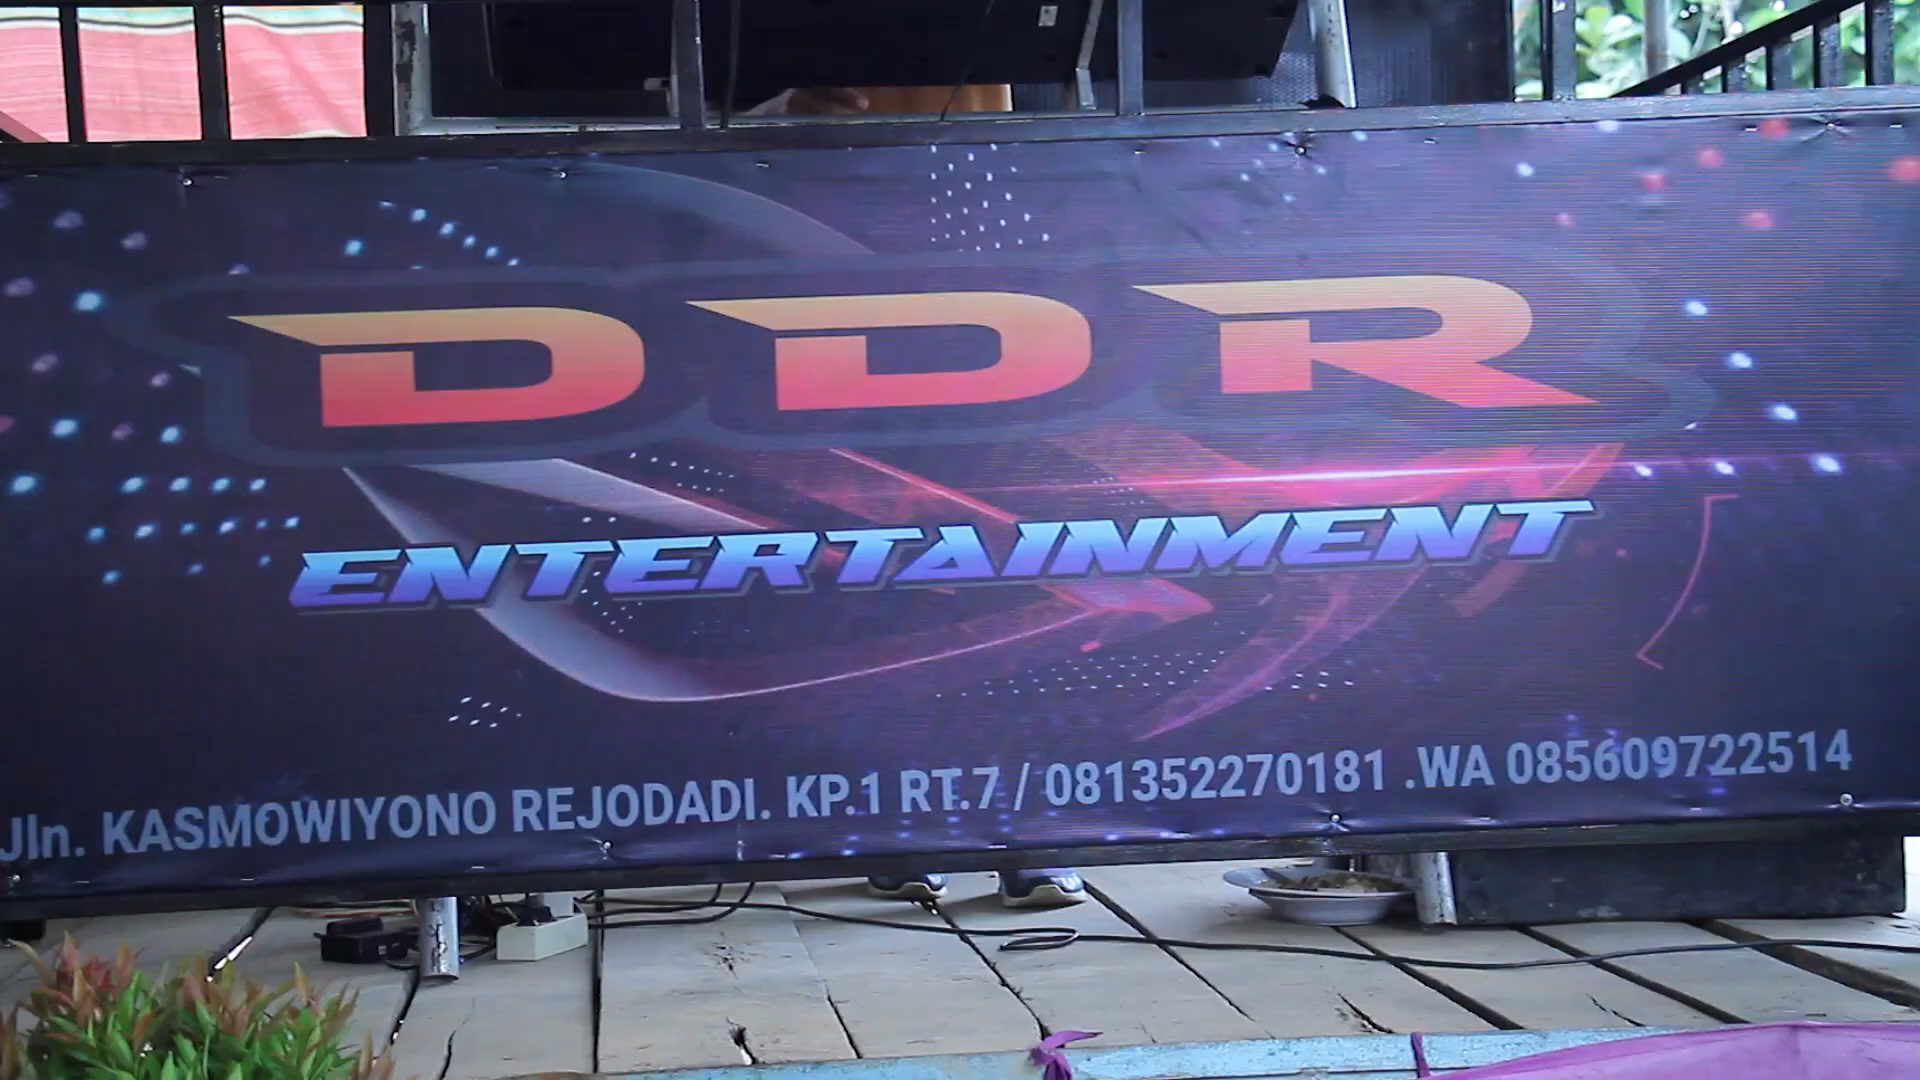 DDR
ENTERTAINMENT
Jln. KASMOWIYONO REJODADI. KP.1 RT.7 / 081352270181 .WA 085609722514